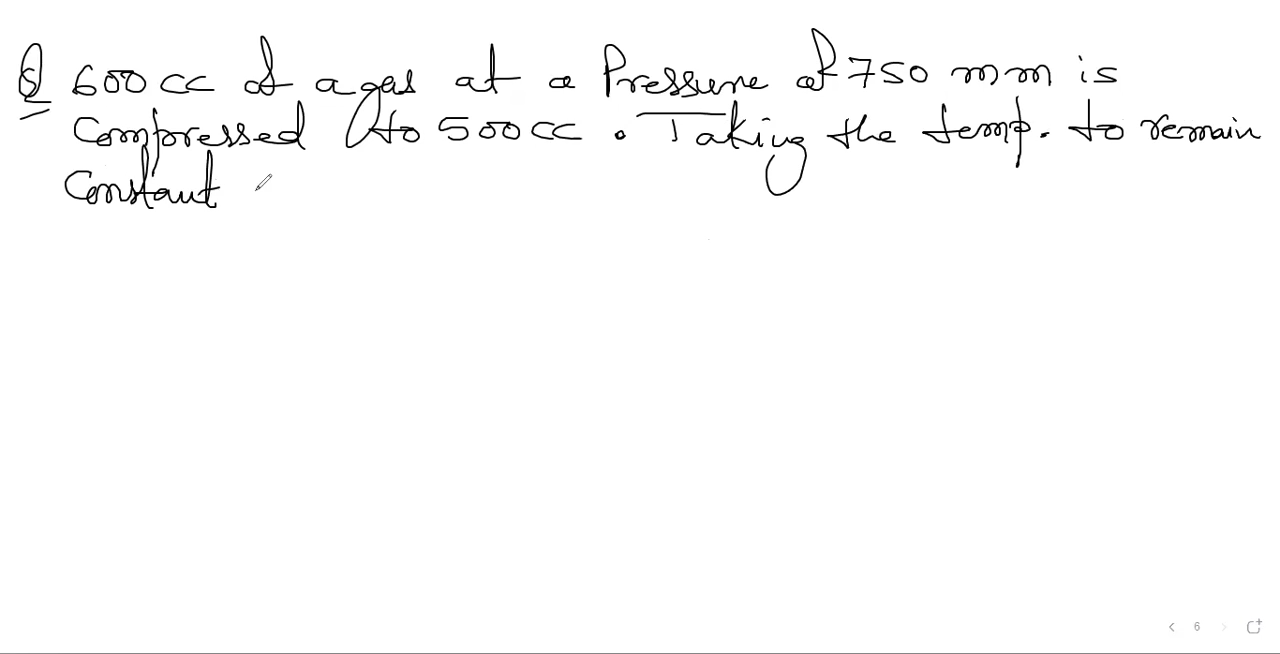 Q 600 cc of a gas at a Pressure of 750 mm is
Compressed to 500 cc. Taking the temp. to remain
Constant
6